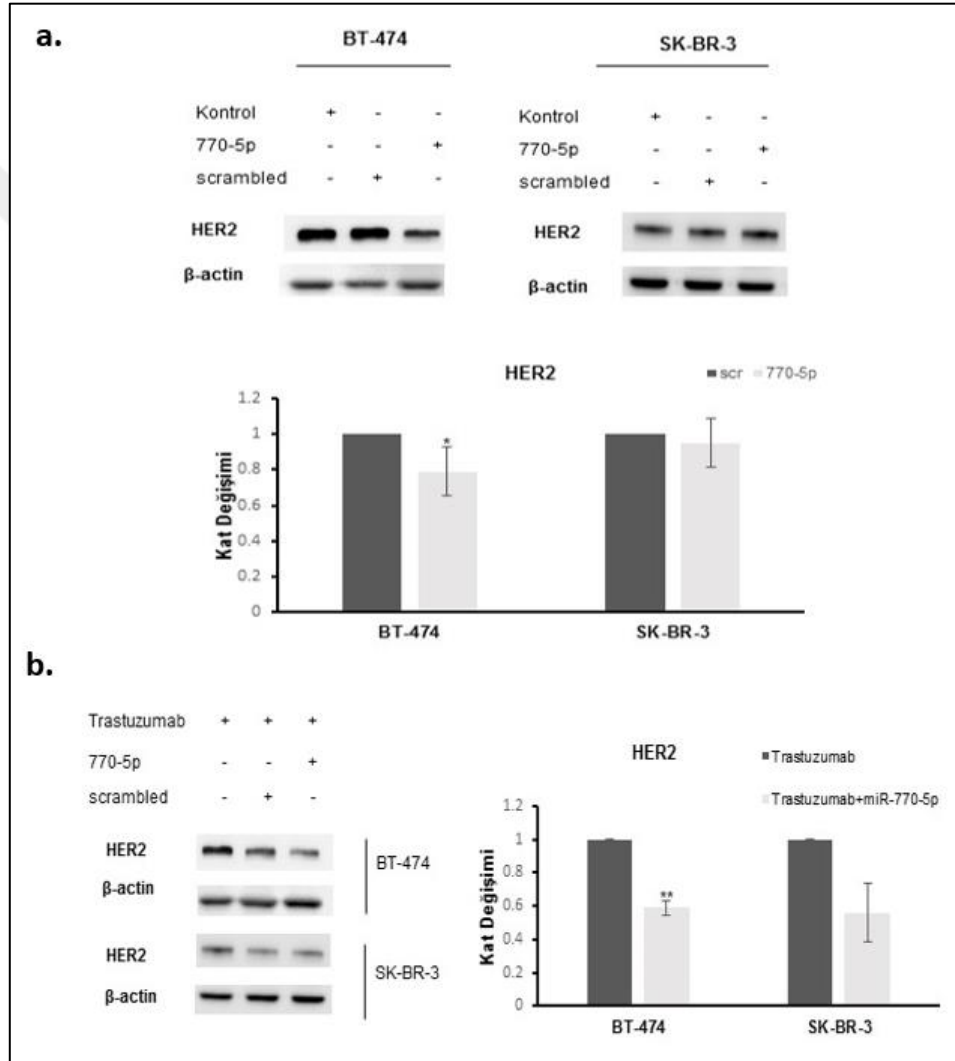 a.
BT-474
SK-BR-3
Kontrol + - -
770-5p - - +
scrambled - + -
HER2
β-actin
Kontrol + - -
770-5p - - +
scrambled - + -
HER2
β-actin
HER2
scr 770-5p
Kat Değişimi
1.2
1
0.8
0.6
0.4
0.2
0
*
BT-474 SK-BR-3
b.
Trastuzumab + + +
770-5p - - +
scrambled - + -
HER2
β-actin
BT-474
HER2
β-actin
SK-BR-3
HER2
Trastuzumab
Trastuzumab+miR-770-5p
Kat Değişimi
1.2
1
0.8
0.6
0.4
0.2
0
**
BT-474 SK-BR-3